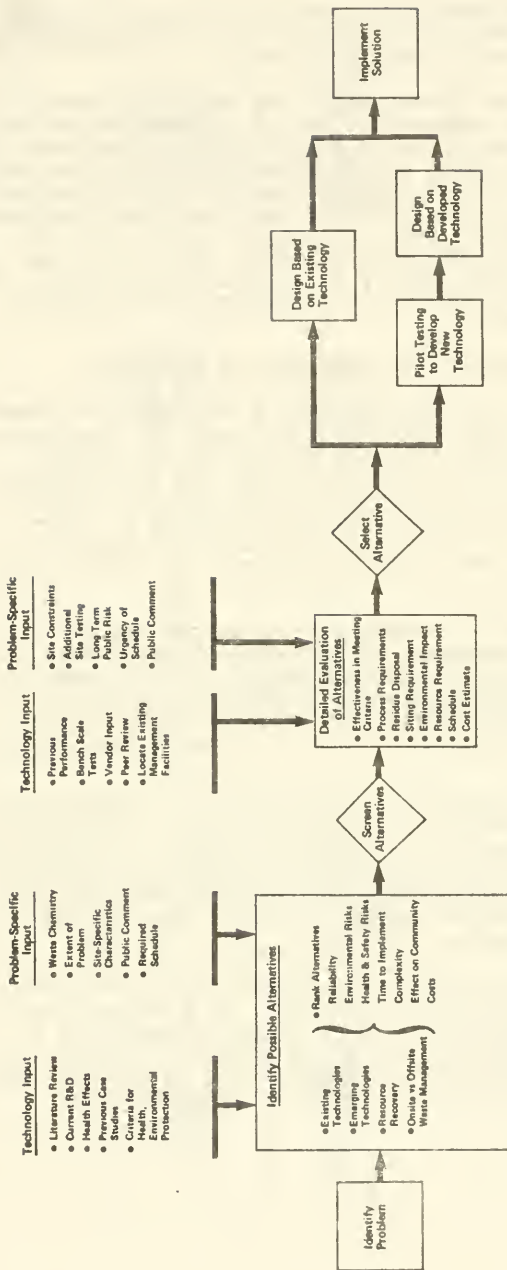 Technology Input
• Literature Review
• Current R&D
• Health Effects
• Previous Case
Studies
• Criteria for
Health,
Environmental
Protection
Problem-Specific
Input
• Waste Chemistry
• Extent of
Problem
• Site-Specific
Characteristics
• Public Comment
• Required
Schedule
Technology Input
• Previous
Performance
• Bench Scale
Tests
• Vendor Input
• Peer Review
• Locate Existing
Management
Facilities
Problem-Specific
Input
• Site Constraints
• Additional
Site Testing
• Long Term
Public Risk
• Urgency of
Schedule
• Public Comment
Identify
Problem
Identify Possible Alternatives
• Existing
Technologies
• Emerging
Technologies
• Resource
Recovery
• Onsite vs Offsite
Waste Management
• Rank Alternatives
Reliability
Environmental Risks
Health & Safety Risks
Time to Implement
Complexity
Effect on Community
Costs
Screen
Alternatives
Detailed Evaluation
of Alternatives
• Effectiveness in Meeting
Criteria
• Process Requirements
• Residue Disposal
• Siting Requirement
• Environmental Impact
• Resource Requirement
• Schedule
• Cost Estimate
Select
Alternative
Design Based
on Existing
Technology
Pilot Testing
to Develop
New
Technology
Design
Based on
Developed
Technology
Implement
Solution